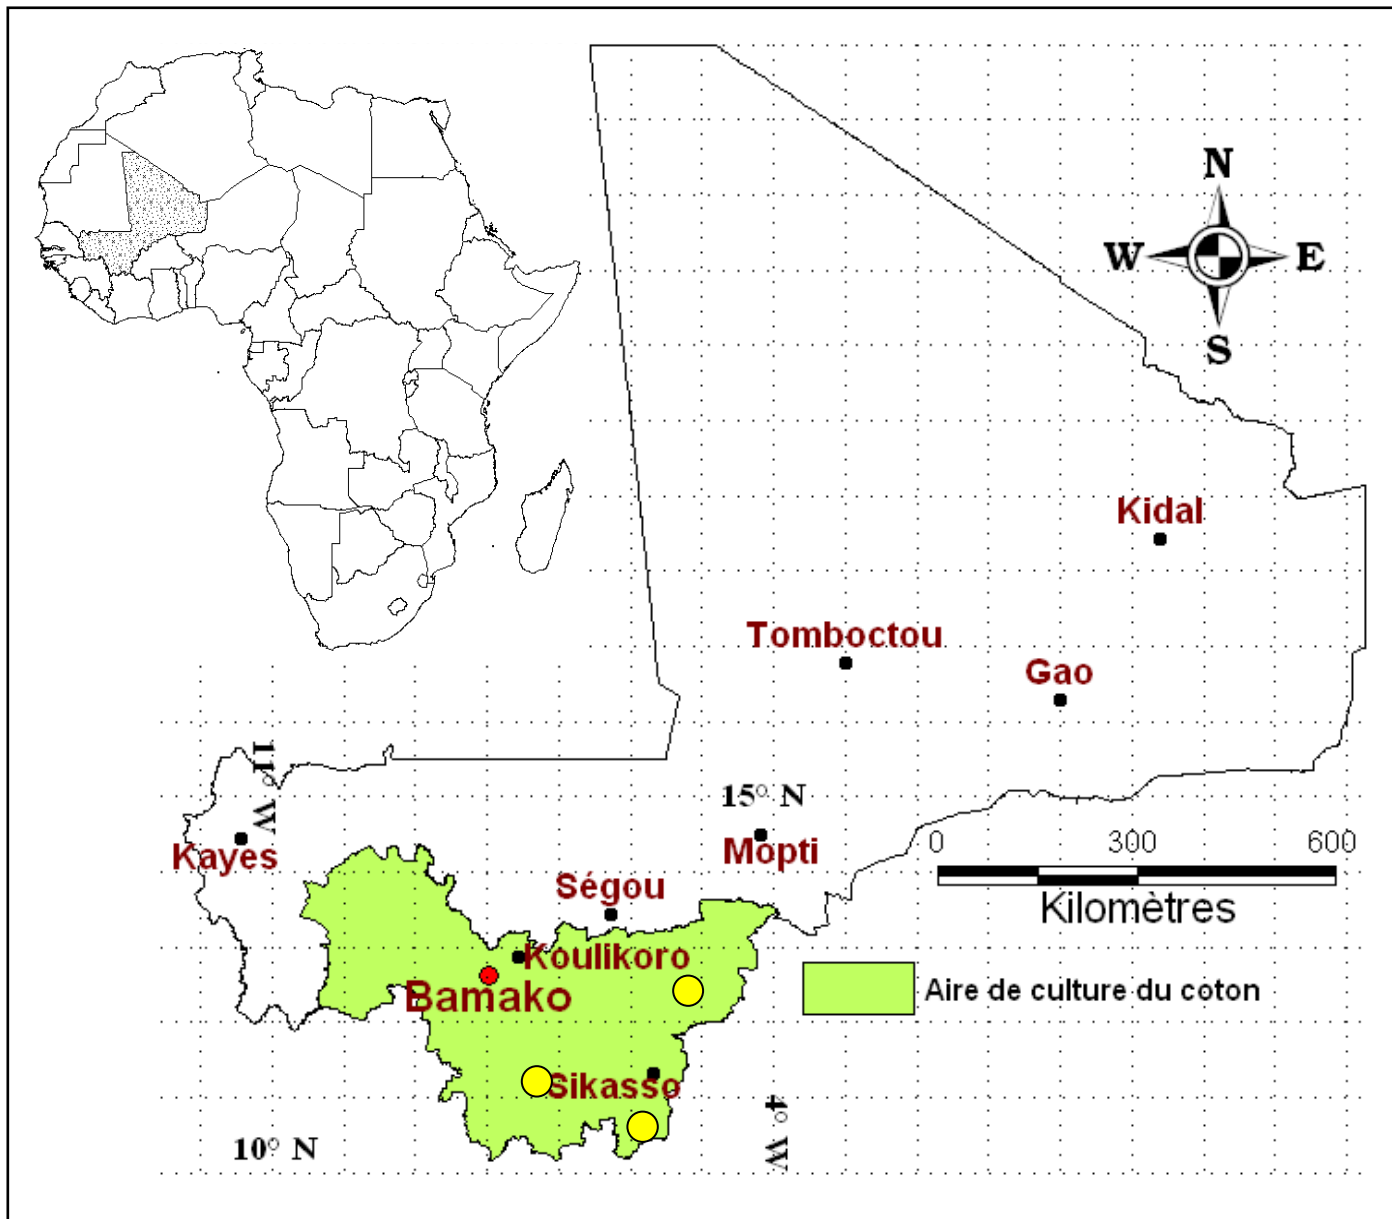 N
W
E
S
Kidal
Tomboctou
Gao
11° W
15° N
Kayes
Mopti
0 300 600
Kilomètres
Ségou
Koulikoro
Bamako
Aire de culture du coton
Sikasso
4° W
10° N